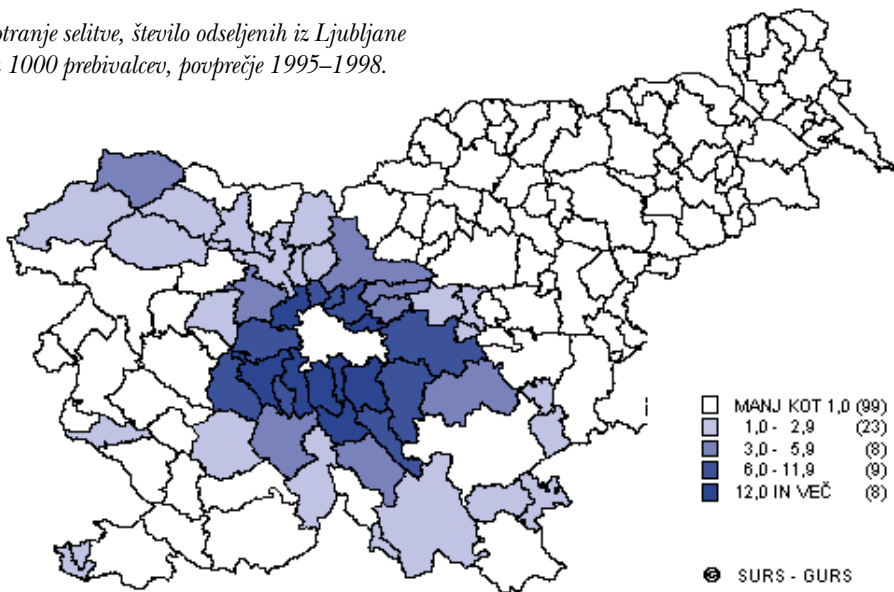 otranje selitve, število odseljenih iz Ljubljane
1000 prebivalcev, povprečje 1995–1998.
MANJ KOT 1,0 (99)
1,0 - 2,9 (23)
3,0 - 5,9 (8)
6,0 - 11,9 (9)
12,0 IN VEČ (8)
© SURS - GURS